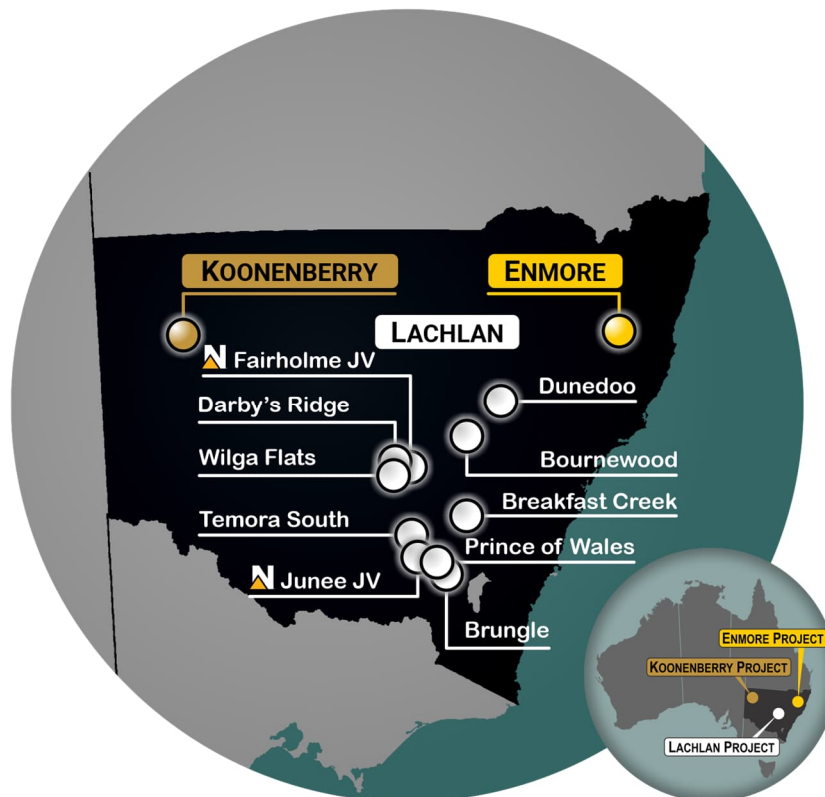 KOONENBERRY
ENMORE
LACHLAN
N Fairholme JV
Darby's Ridge
Wilga Flats
Temora South
N Junee JV
Dunedoo
Bournewood
Breakfast Creek
Prince of Wales
Brungle
ENMORE PROJECT
KOONENBERRY PROJECT
LACHLAN PROJECT